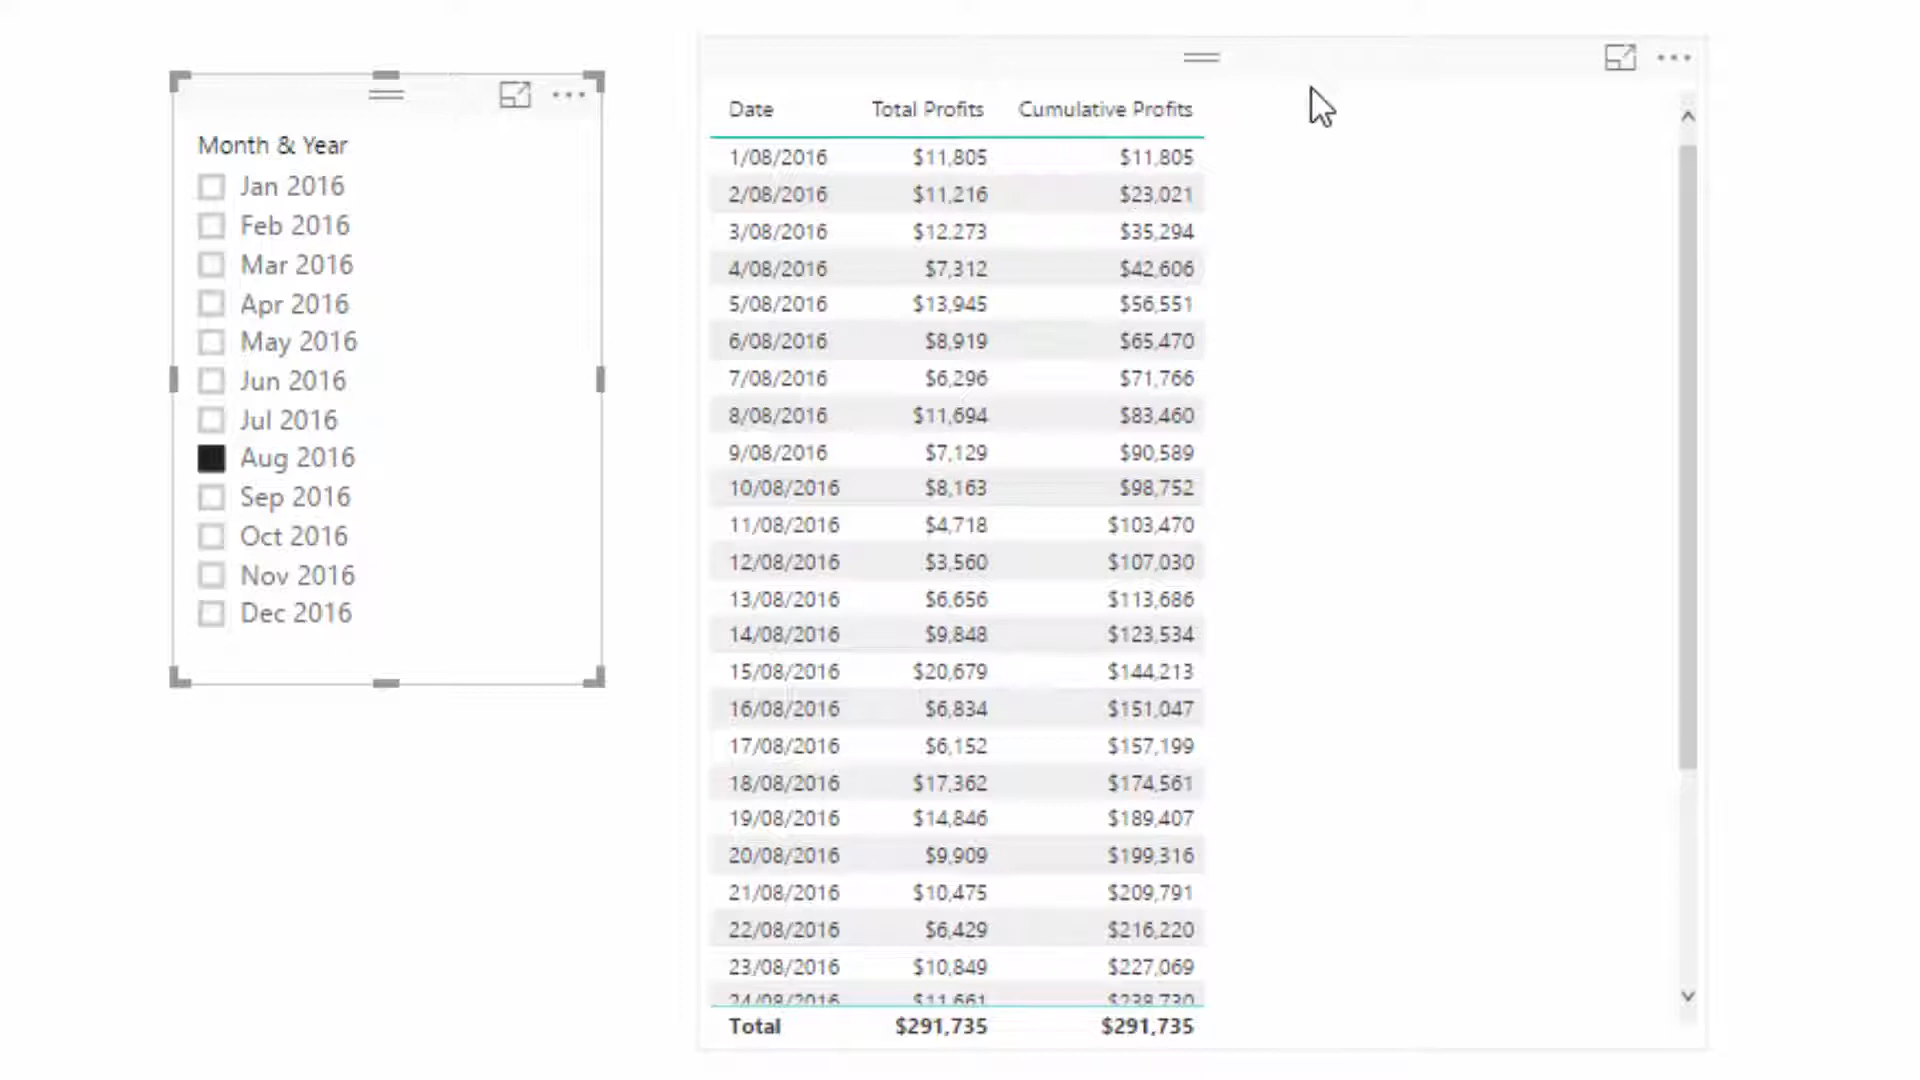 Month & Year
Jan 2016
Feb 2016
Mar 2016
Apr 2016
May 2016
Jun 2016
Jul 2016
Aug 2016
Sep 2016
Oct 2016
Nov 2016
Dec 2016
Date Total Profits Cumulative Profits
1/08/2016 $11,805 $11,805
2/08/2016 $11,216 $23,021
3/08/2016 $12,273 $35,294
4/08/2016 $7,312 $42,606
5/08/2016 $13,945 $56,551
6/08/2016 $8,919 $65,470
7/08/2016 $6,296 $71,766
8/08/2016 $11,694 $83,460
9/08/2016 $7,129 $90,589
10/08/2016 $8,163 $98,752
11/08/2016 $4,718 $103,470
12/08/2016 $3,560 $107,030
13/08/2016 $6,656 $113,686
14/08/2016 $9,848 $123,534
15/08/2016 $20,679 $144,213
16/08/2016 $6,834 $151,047
17/08/2016 $6,152 $157,199
18/08/2016 $17,362 $174,561
19/08/2016 $14,846 $189,407
20/08/2016 $9,909 $199,316
21/08/2016 $10,475 $209,791
22/08/2016 $6,429 $216,220
23/08/2016 $10,849 $227,069
24/08/2016 $11,661 $238,730
Total $291,735 $291,735